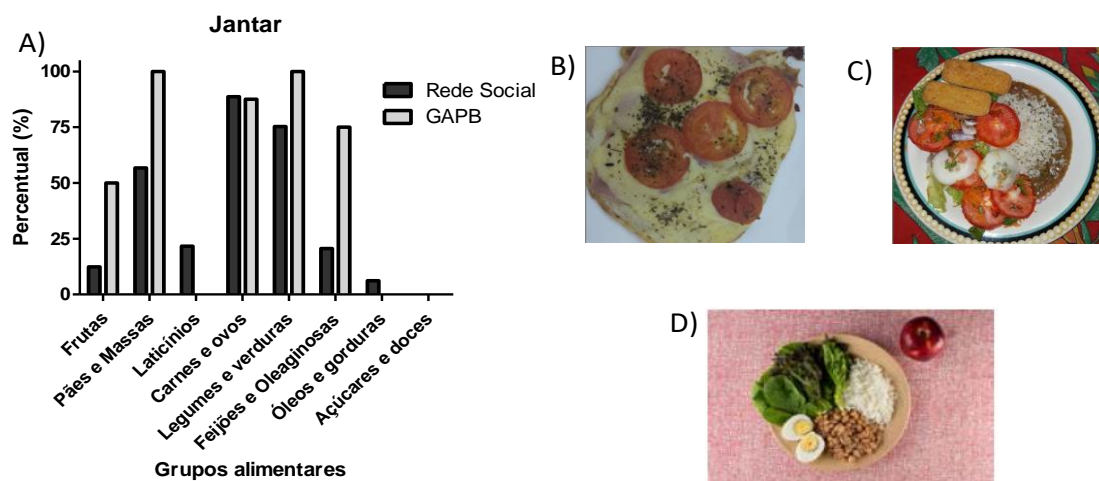 A)
Jantar
Percentual (%)
100
75
50
25
0
Rede Social
GAPB
Frutas
Pães e Massas
Laticínios
Carnes e ovos
Legumes e verduras
Feijões e Oleaginosas
Óleos e gorduras
Açúcares e doces
Grupos alimentares
B)
C)
D)